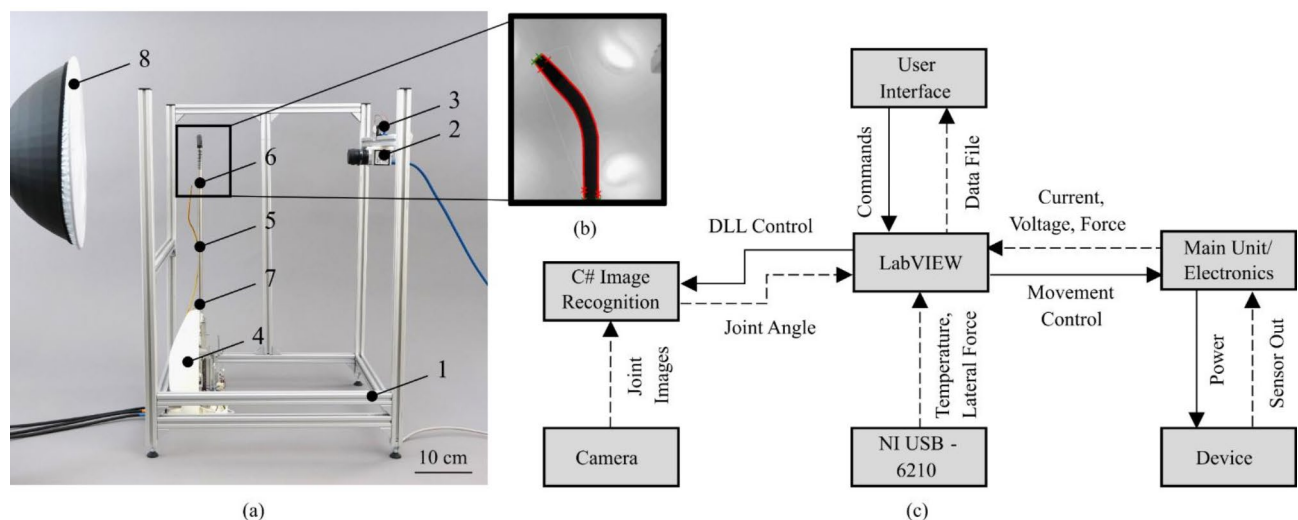 8
3
2
6
5
7
4
1
10 cm
(a)
(b)
User
Interface
Commands
Data File
Current,
Voltage, Force
DLL Control
LabVIEW
Main Unit/
Electronics
C# Image
Recognition
Joint Angle
Movement
Control
Joint
Images
Temperature,
Lateral Force
Power
Sensor Out
Camera
NI USB -
6210
Device
(c)